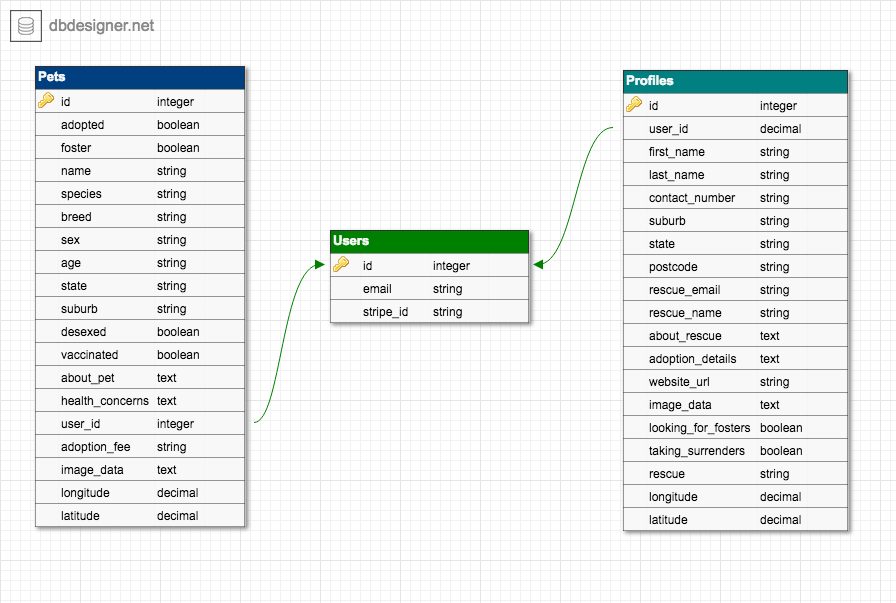 dbdesigner.net
Pets
id integer
adopted boolean
foster boolean
name string
species string
breed string
sex string
age string
state string
suburb string
desexed boolean
vaccinated boolean
about_pet text
health_concerns text
user_id integer
adoption_fee string
image_data text
longitude decimal
latitude decimal
Users
id integer
email string
stripe_id string
Profiles
id integer
user_id decimal
first_name string
last_name string
contact_number string
suburb string
state string
postcode string
rescue_email string
rescue_name string
about_rescue text
adoption_details text
website_url string
image_data text
looking_for_fosters boolean
taking_surrenders boolean
rescue string
longitude decimal
latitude decimal